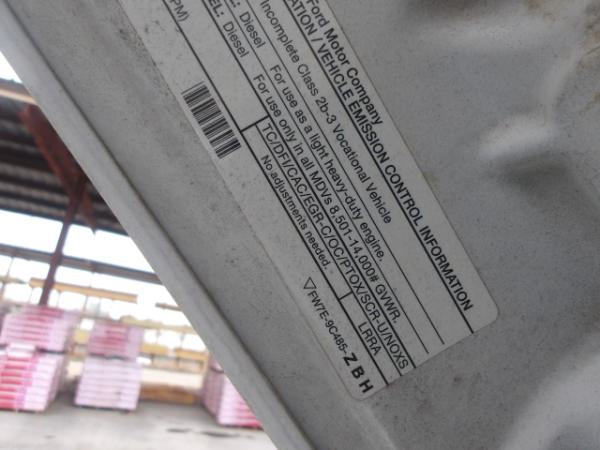 Ford Motor Company
VEHICLE EMISSION CONTROL INFORMATION
Incomplete Class 2b-3 Vocational Vehicle
Diesel
For use as a light heavy-duty engine.
Diesel
For use only in all MDVs 8,501-14,000# GVWR.
TC/DFI/CAC/EGR-C/OC/PTOX/SCR-U/NOXS LRRA
No adjustments needed.
▽FW7E-9C485-ZBH